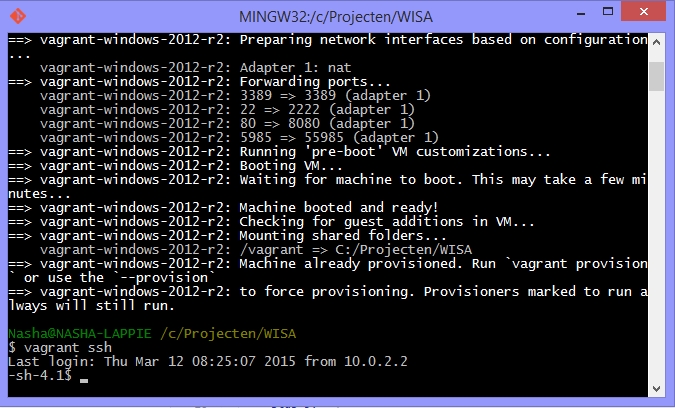 MINGW32:/c/Projecten/WISA
==> vagrant-windows-2012-r2: Preparing network interfaces based on configuration
...
vagrant-windows-2012-r2: Adapter 1: nat
==> vagrant-windows-2012-r2: Forwarding ports...
vagrant-windows-2012-r2: 3389 => 3389 (adapter 1)
vagrant-windows-2012-r2: 22 => 2222 (adapter 1)
vagrant-windows-2012-r2: 80 => 8080 (adapter 1)
vagrant-windows-2012-r2: 5985 => 55985 (adapter 1)
==> vagrant-windows-2012-r2: Running 'pre-boot' VM customizations...
==> vagrant-windows-2012-r2: Booting VM...
==> vagrant-windows-2012-r2: Waiting for machine to boot. This may take a few mi
nutes...
==> vagrant-windows-2012-r2: Machine booted and ready!
==> vagrant-windows-2012-r2: Checking for guest additions in VM...
==> vagrant-windows-2012-r2: Mounting shared folders...
vagrant-windows-2012-r2: /vagrant => C:/Projecten/WISA
==> vagrant-windows-2012-r2: Machine already provisioned. Run `vagrant provision
` or use the `--provision`
==> vagrant-windows-2012-r2: to force provisioning. Provisioners marked to run a
lways will still run.
Nasha@NASHA-LAPPIE /c/Projecten/WISA
$ vagrant ssh
Last login: Thu Mar 12 08:25:07 2015 from 10.0.2.2
-sh-4.1$